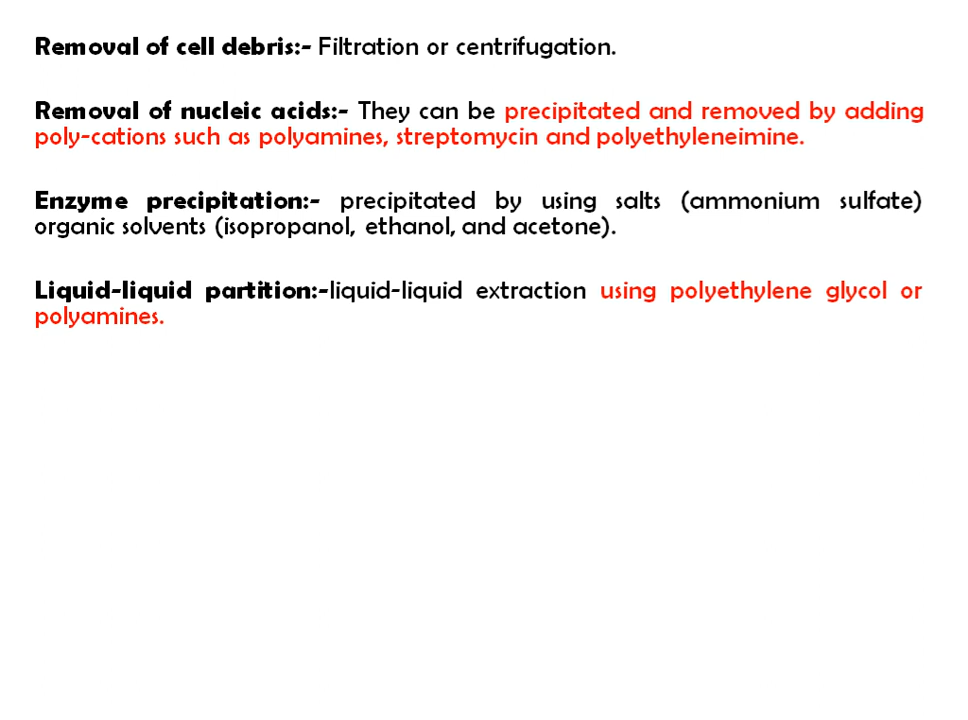 Removal of cell debris:- Filtration or centrifugation.
Removal of nucleic acids:- They can be precipitated and removed by adding
poly-cations such as polyamines, streptomycin and polyethyleneimine.
Enzyme precipitation:- precipitated by using salts (ammonium sulfate)
organic solvents (isopropanol, ethanol, and acetone).
Liquid-liquid partition:-liquid-liquid extraction using polyethylene glycol or
polyamines.